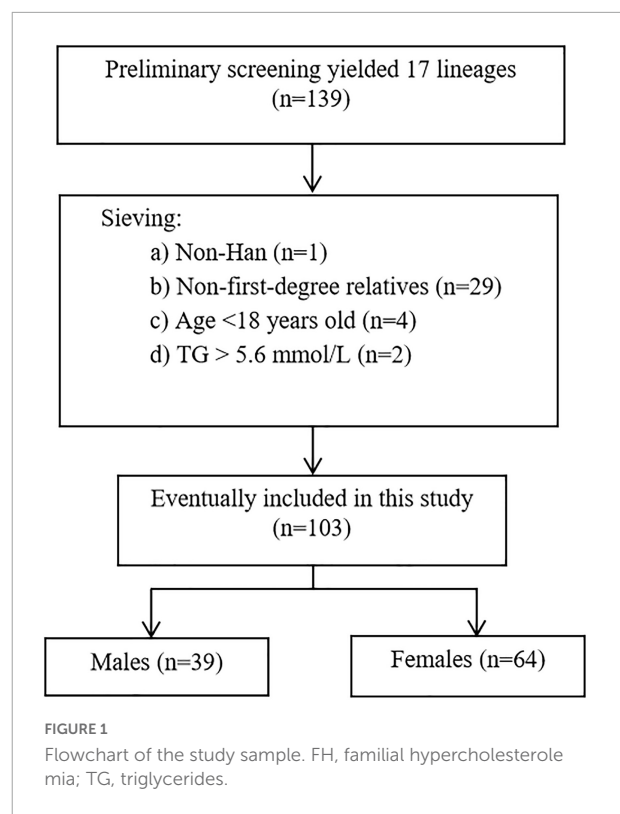 Preliminary screening yielded 17 lineages
(n=139)
Sieving:
a) Non-Han (n=1)
b) Non-first-degree relatives (n=29)
c) Age <18 years old (n=4)
d) TG > 5.6 mmol/L (n=2)
Eventually included in this study
(n=103)
Males (n=39)
Females (n=64)
FIGURE 1
Flowchart of the study sample. FH, familial hypercholesterole
mia; TG, triglycerides.